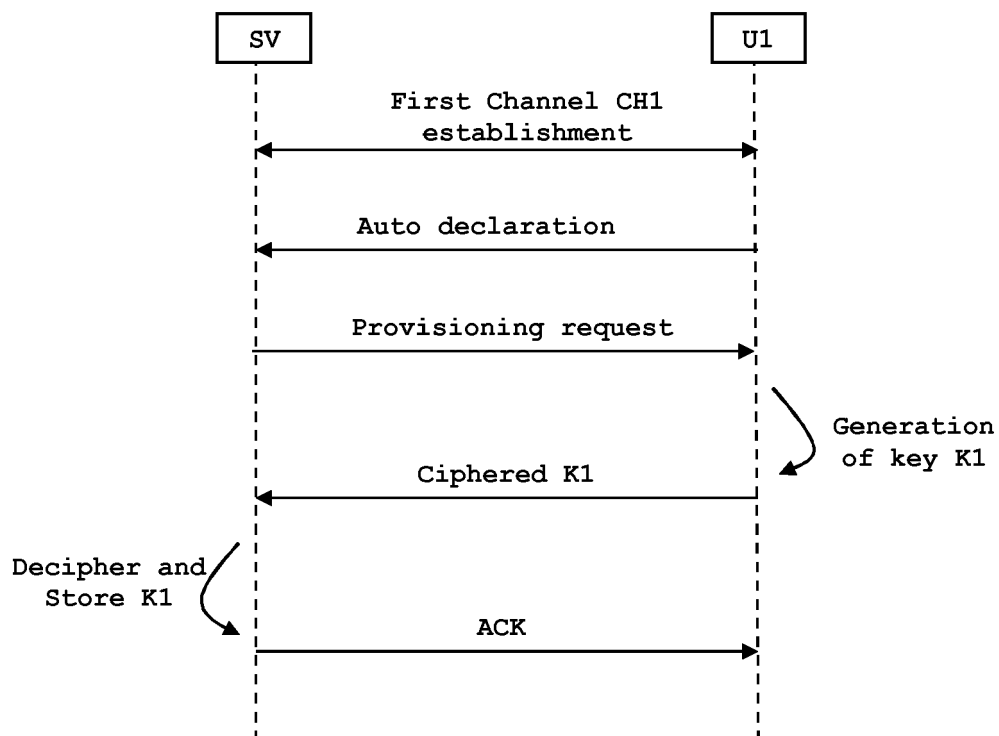 SV
U1
First Channel CH1
establishment
Auto declaration
Provisioning request
Generation
of key K1
Ciphered K1
Decipher and
Store K1
ACK